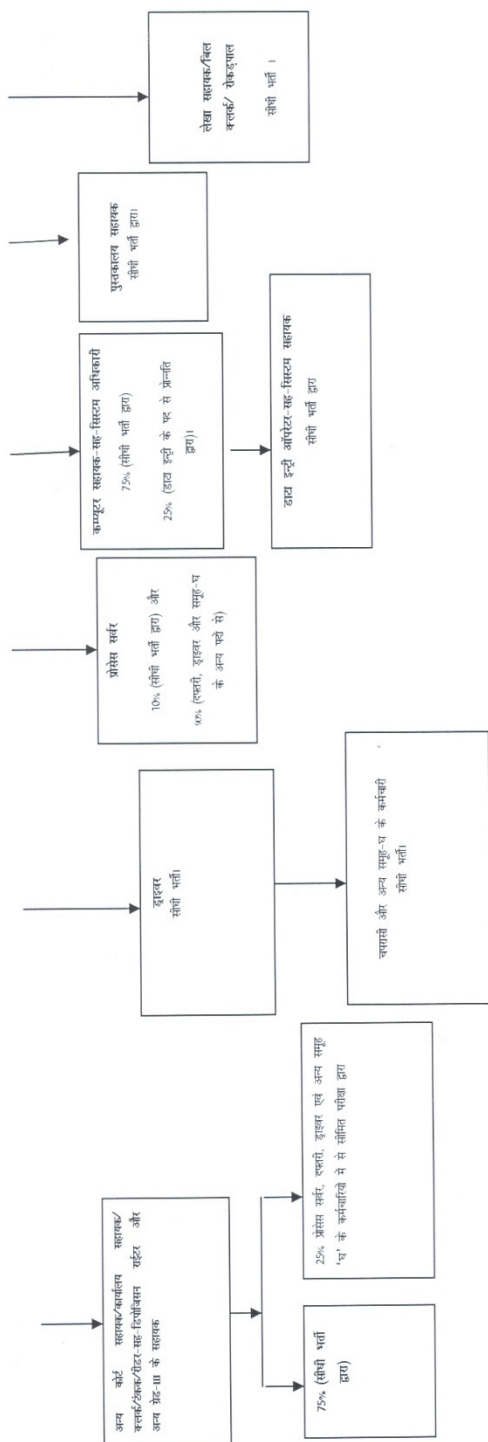 अन्य कोर्ट सहायक/कार्यालय सहायक/
क्लर्क/टंकक/रीडर-सह-डिपोजिसन राईटर और
अन्य ग्रेड-III के सहायक
75% (सीधी भर्ती
द्वारा)
25% प्रोसेस सर्वर, दफ्तरी, ड्राइवर एवं अन्य समूह
'घ' के कर्मचारियों में से सीमित परीक्षा द्वारा
ड्राइवर
सीधी भर्ती।
चपरासी और अन्य समूह-घ के कर्मचारी
सीधी भर्ती।
प्रोसेस सर्वर
10% (सीधी भर्ती द्वारा) और
90% (दफ्तरी, ड्राइवर और समूह-घ
के अन्य पदो से)
कम्प्यूटर सहायक-सह-सिस्टम अधिकारी
75% (सीधी भर्ती द्वारा)
25% (डाटा इन्ट्री के पद से प्रोन्नति
द्वारा)।
डाटा इन्ट्री ऑपरेटर-सह-सिस्टम सहायक
सीधी भर्ती द्वारा
पुस्तकालय सहायक
सीधी भर्ती द्वारा।
लेखा सहायक/बिल
क्लर्क/ रोकड़पाल
सीधी भर्ती ।